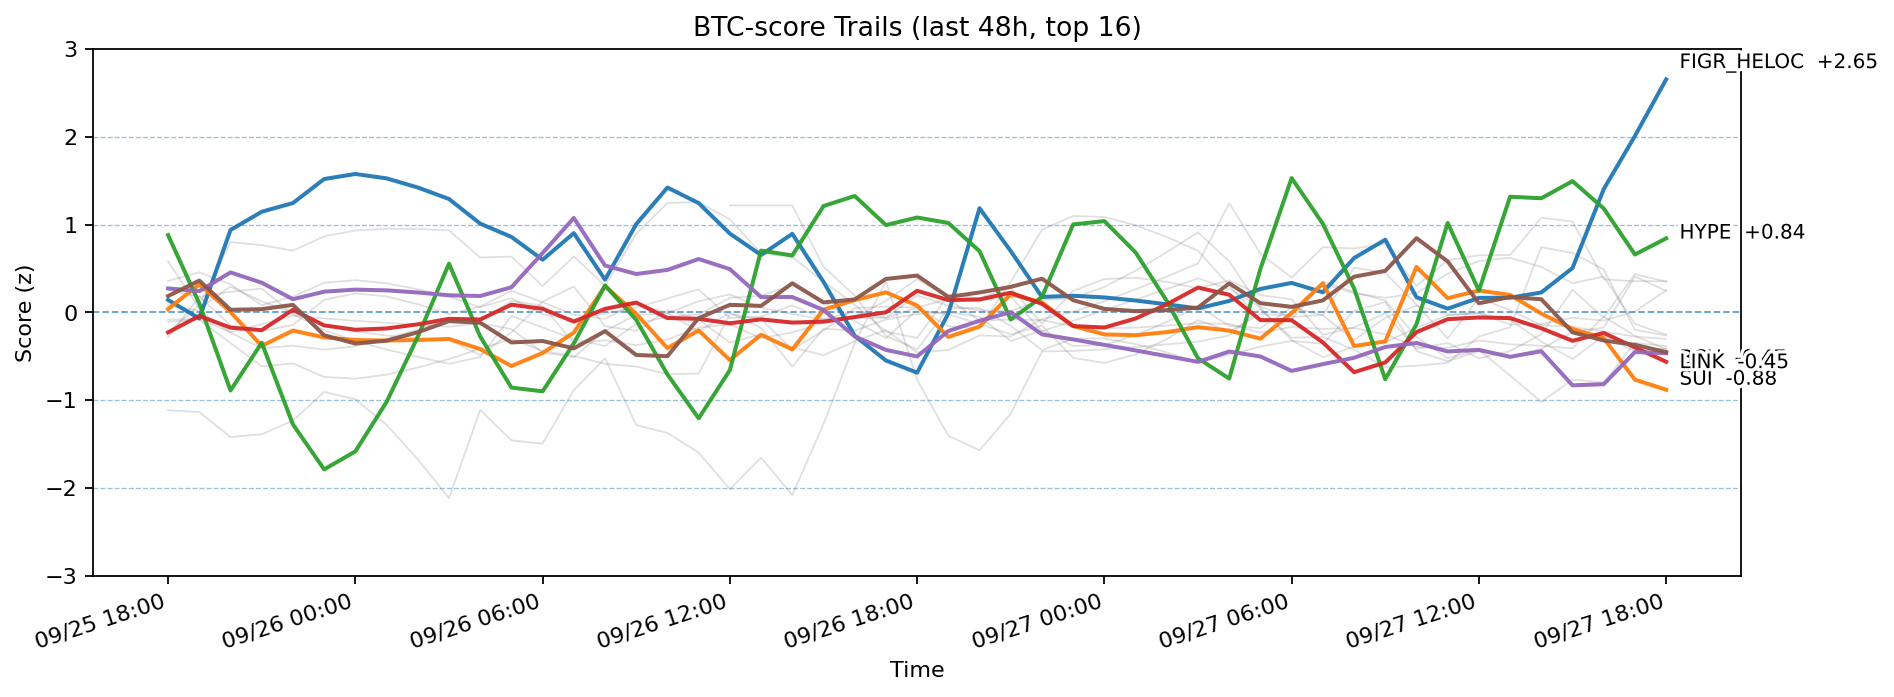 BTC-score Trails (last 48h, top 16)
3
2
1
0
−1
−2
−3
Score (z)
FIGR_HELOC +2.65
HYPE +0.84
LINK -0.45
SUI -0.88
09/25 18:00
09/26 00:00
09/26 06:00
09/26 12:00
09/26 18:00
09/27 00:00
09/27 06:00
09/27 12:00
09/27 18:00
Time